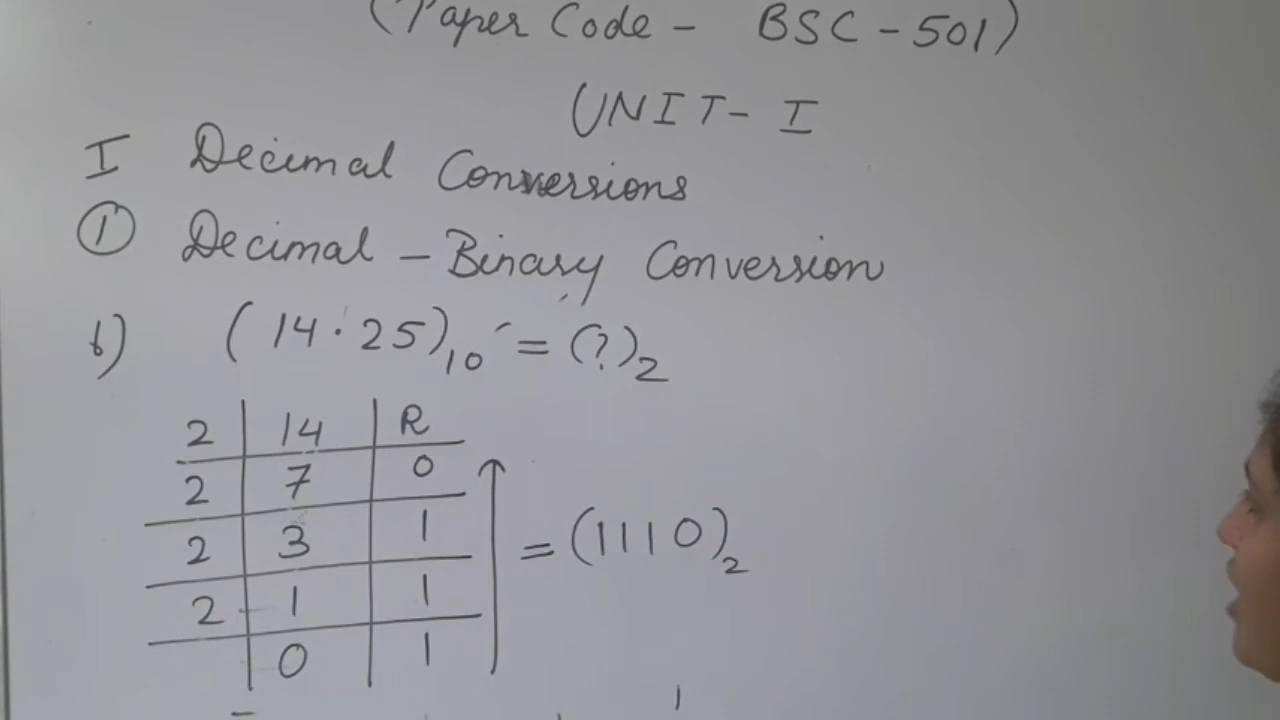 (Paper Code - BSC - 501)
UNIT - I
I Decimal Conversions
① Decimal - Binary Conversion
b) (14.25)₁₀ = (?)₂
2 | 14 | R
2 | 7 | 0
2 | 3 | 1
2 | 1 | 1
0 | 1
= (1110)₂